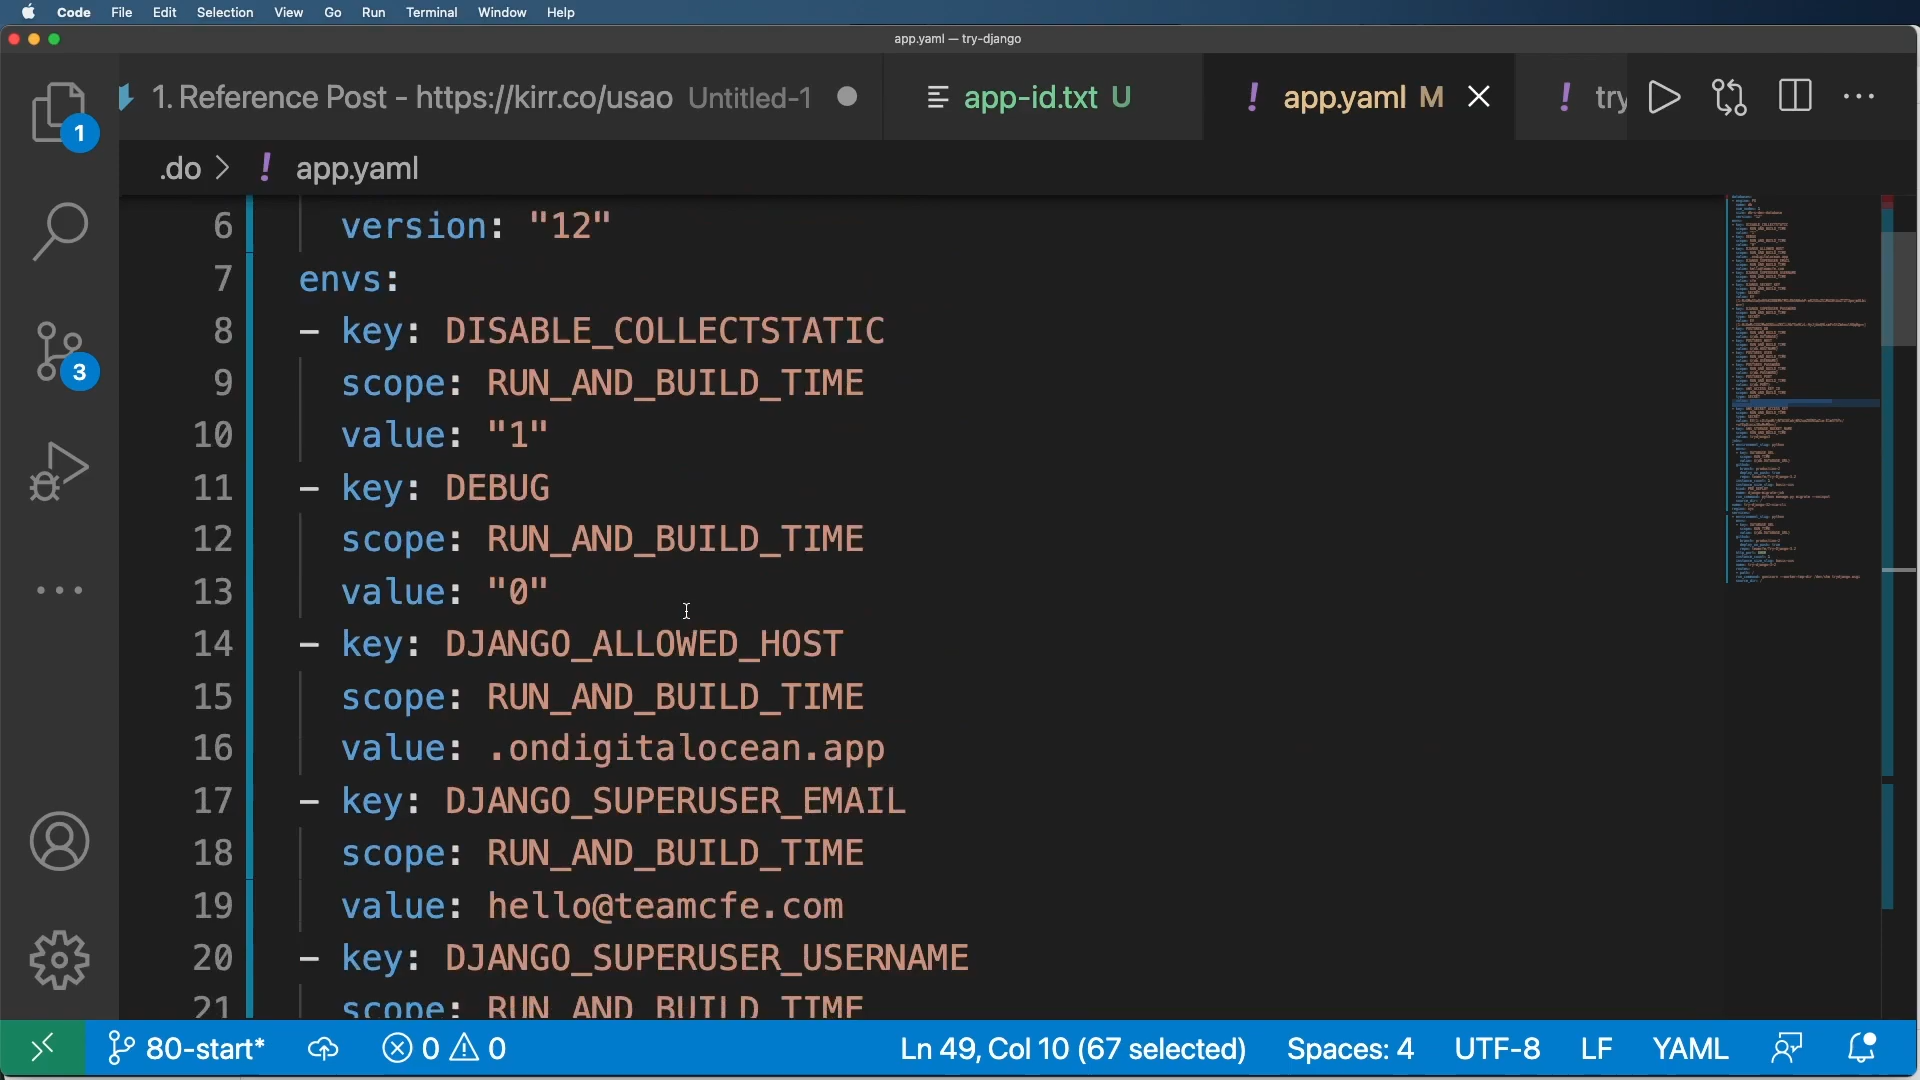 Code File Edit Selection View Go Run Terminal Window Help
app.yaml — try-django
1. Reference Post - https://kirr.co/usao Untitled-1 app-id.txt U ! app.yaml M ! try
1
.do > ! app.yaml
6 version: "12"
7 envs:
8 - key: DISABLE_COLLECTSTATIC
9 scope: RUN_AND_BUILD_TIME
3
10 value: "1"
11 - key: DEBUG
12 scope: RUN_AND_BUILD_TIME
13 value: "0"
14 - key: DJANGO_ALLOWED_HOST
15 scope: RUN_AND_BUILD_TIME
16 value: .ondigitalocean.app
17 - key: DJANGO_SUPERUSER_EMAIL
18 scope: RUN_AND_BUILD_TIME
19 value: hello@teamcfe.com
20 - key: DJANGO_SUPERUSER_USERNAME
21 scope: RUN_AND_BUILD_TIME
80-start* 0 0 Ln 49, Col 10 (67 selected) Spaces: 4 UTF-8 LF YAML